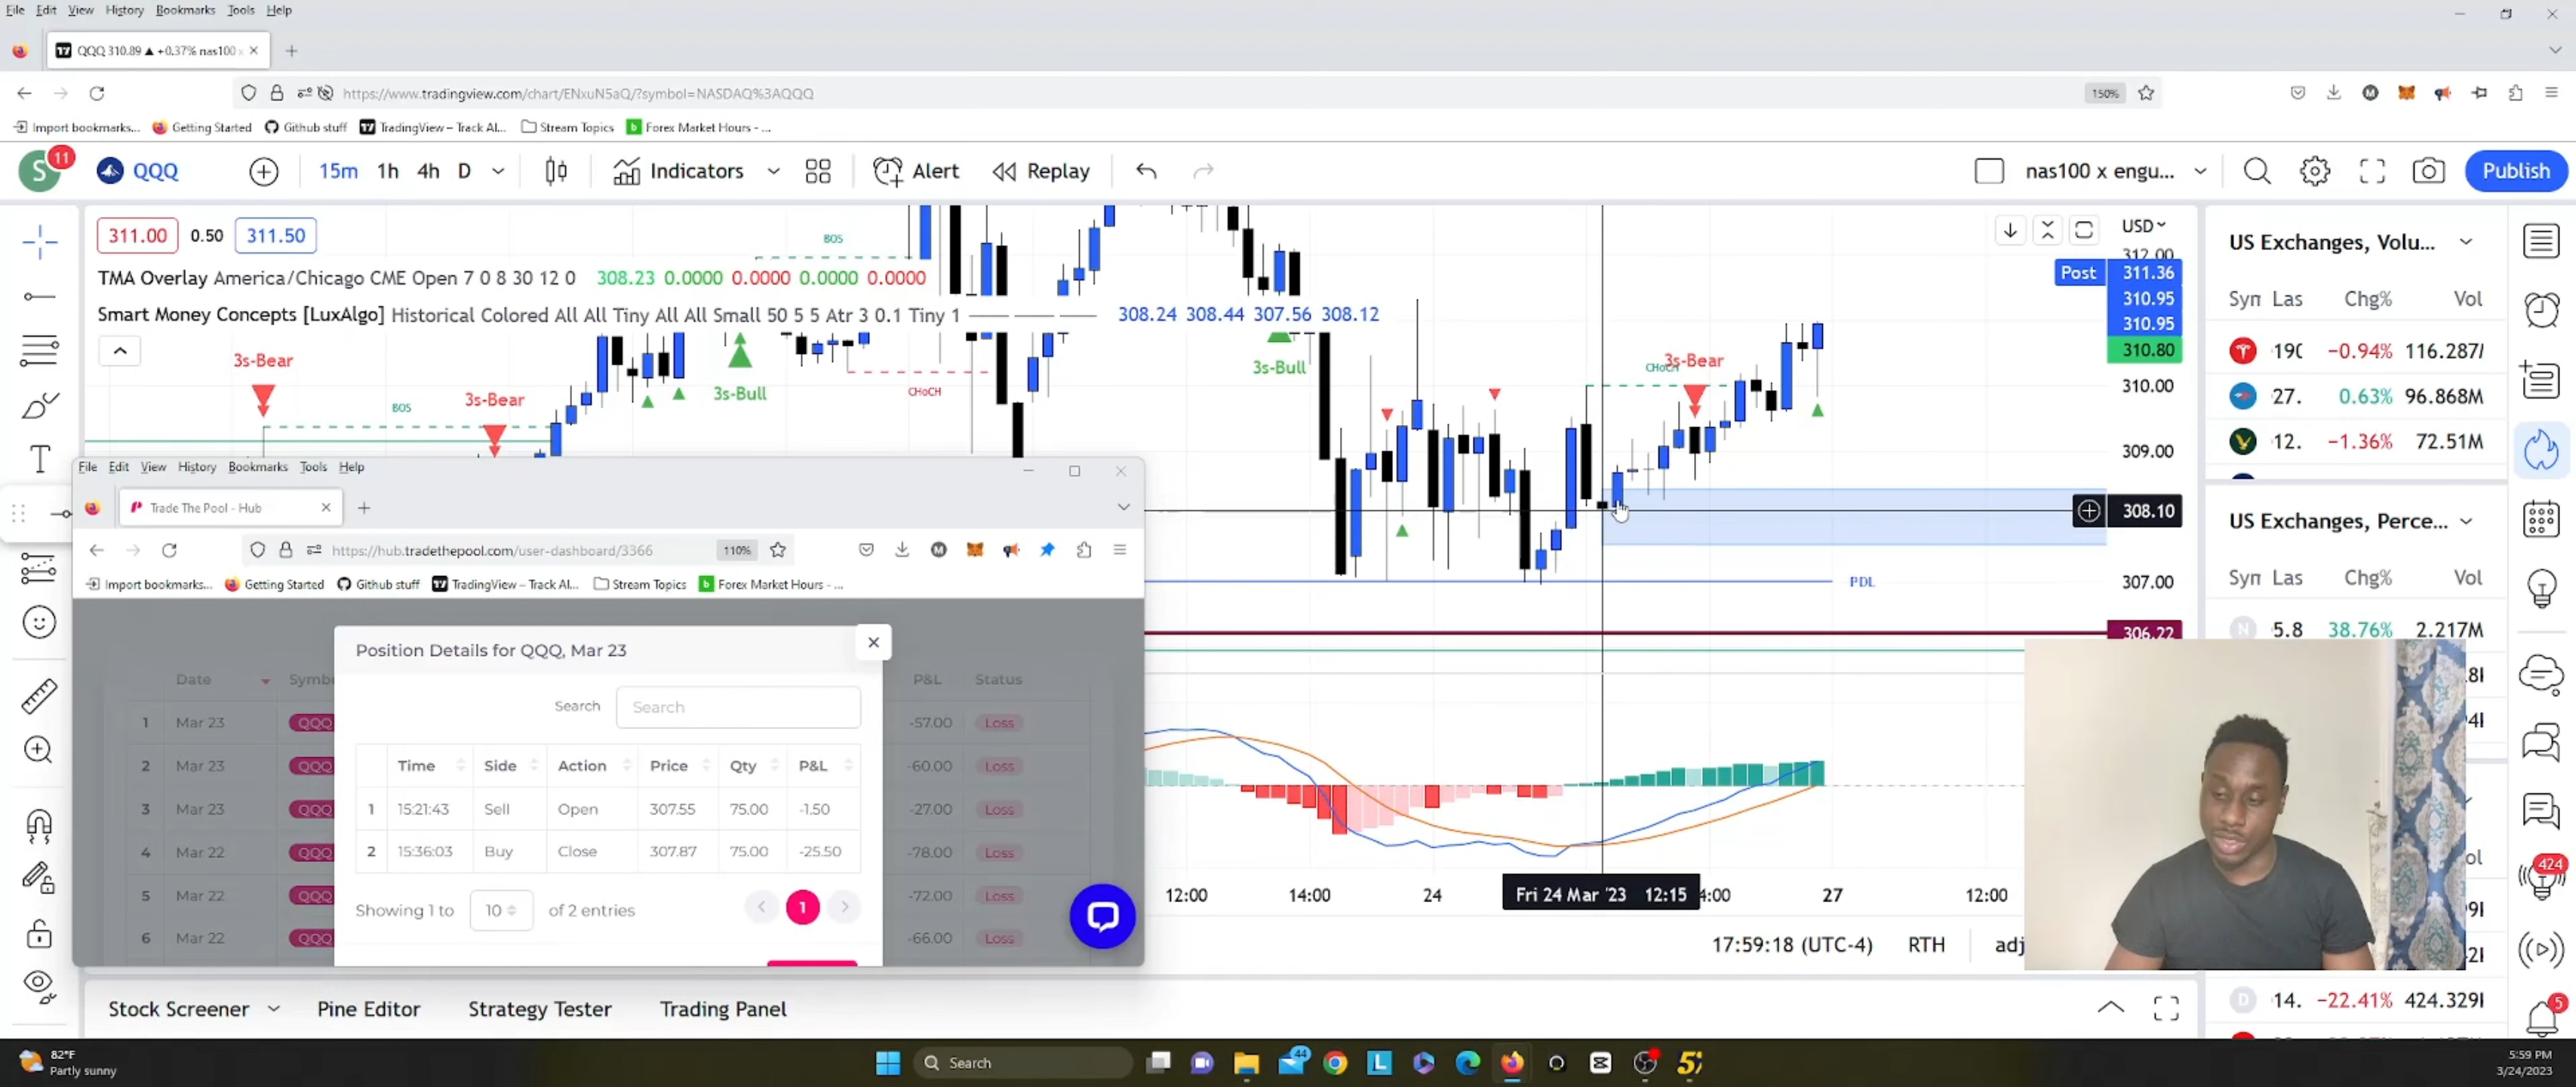 File Edit View History Bookmarks Tools Help
QQQ 310.89 ▲ +0.37% nas100
https://www.tradingview.com/chart/ENxuN5aQ/?symbol=NASDAQ%3AQQQ 150%
Import bookmarks... Getting Started Github stuff TradingView – Track Al... Stream Topics Forex Market Hours - ...
S 11 QQQ 15m 1h 4h D Indicators Alert Replay nas100 x engu... Publish
311.00 0.50 311.50
TMA Overlay America/Chicago CME Open 7 0 8 30 12 0 308.23 0.0000 0.0000 0.0000 0.0000
Smart Money Concepts [LuxAlgo] Historical Colored All All Tiny All All Small 50 5 5 Atr 3 0.1 Tiny 1 308.24 308.44 307.56 308.12
BOS
3s-Bear
BOS
3s-Bear
3s-Bull
CHoCH
3s-Bull
CHoCH
3s-Bear
PDL
USD
312.00
Post 311.36
310.95
310.95
310.80
310.00
309.00
308.10
307.00
306.22
US Exchanges, Volu...
Syn Las Chg% Vol
190 −0.94% 116.287
27. 0.63% 96.868M
12. −1.36% 72.51M
US Exchanges, Perce...
Syn Las Chg% Vol
N 5.8 38.76% 2.217M
D 14. −22.41% 424.329
424
5
File Edit View History Bookmarks Tools Help
Trade The Pool - Hub
https://hub.tradethepool.com/user-dashboard/3366 110%
Import bookmarks... Getting Started Github stuff TradingView – Track Al... Stream Topics Forex Market Hours - ...
Position Details for QQQ, Mar 23
Search Search
Date Symb P&L Status
1 Mar 23 QQQ -57.00 Loss
2 Mar 23 QQQ -60.00 Loss
3 Mar 23 QQQ -27.00 Loss
4 Mar 22 QQQ -78.00 Loss
5 Mar 22 QQQ -72.00 Loss
6 Mar 22 QQQ -66.00 Loss
Time Side Action Price Qty P&L
1 15:21:43 Sell Open 307.55 75.00 -1.50
2 15:36:03 Buy Close 307.87 75.00 -25.50
Showing 1 to 10 of 2 entries 1
12:00 14:00 24 Fri 24 Mar '23 12:15 4:00 27 12:00
17:59:18 (UTC-4) RTH adj
Stock Screener Pine Editor Strategy Tester Trading Panel
82°F
Partly sunny
Search
44
5:59 PM
3/24/2023